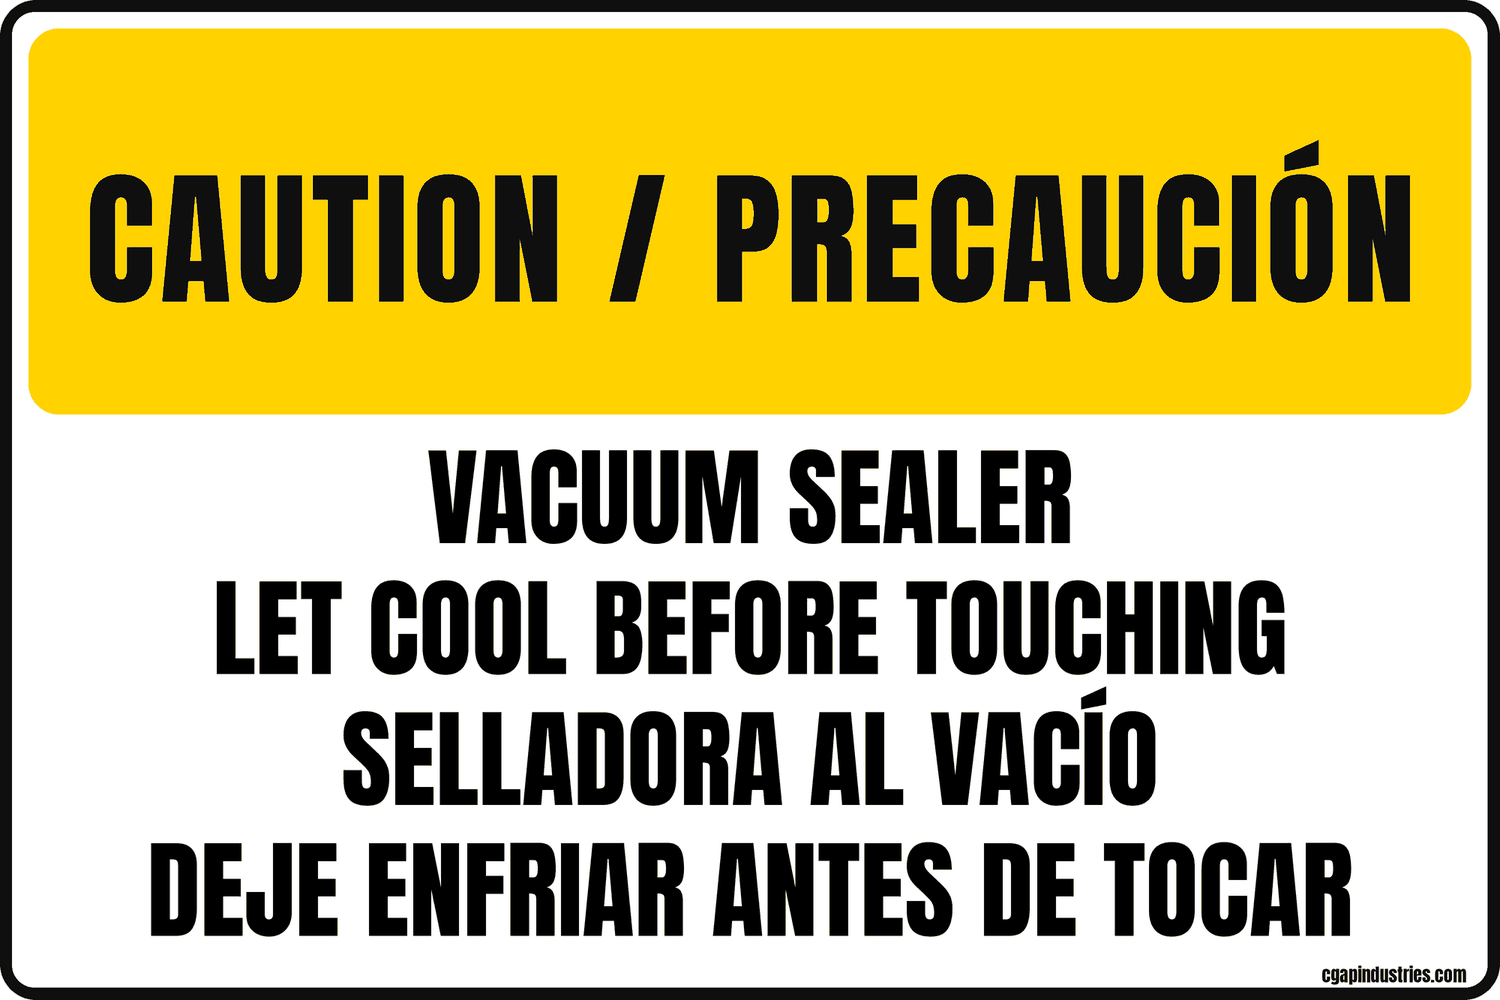 CAUTION / PRECAUCIÓN
VACUUM SEALER
LET COOL BEFORE TOUCHING
SELLADORA AL VACÍO
DEJE ENFRIAR ANTES DE TOCAR
cgapindustries.com